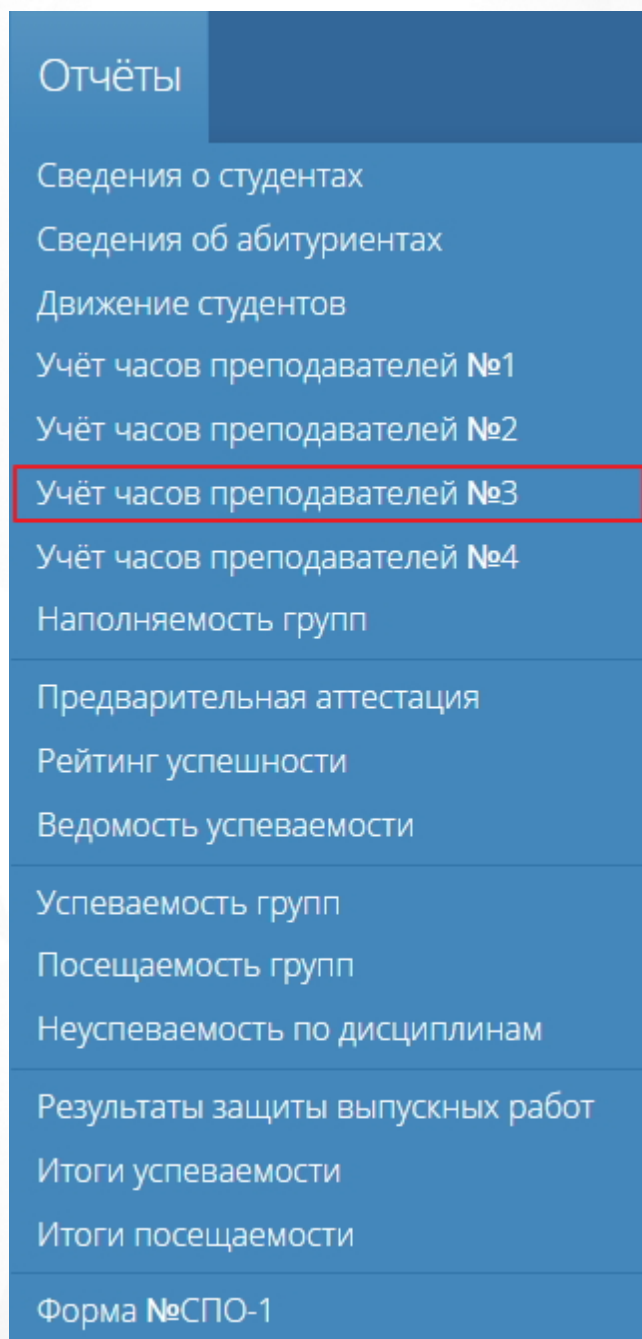 Отчёты
Сведения о студентах
Сведения об абитуриентах
Движение студентов
Учёт часов преподавателей №1
Учёт часов преподавателей №2
Учёт часов преподавателей №3
Учёт часов преподавателей №4
Наполняемость групп
Предварительная аттестация
Рейтинг успешности
Ведомость успеваемости
Успеваемость групп
Посещаемость групп
Неуспеваемость по дисциплинам
Результаты защиты выпускных работ
Итоги успеваемости
Итоги посещаемости
Форма №СПО-1